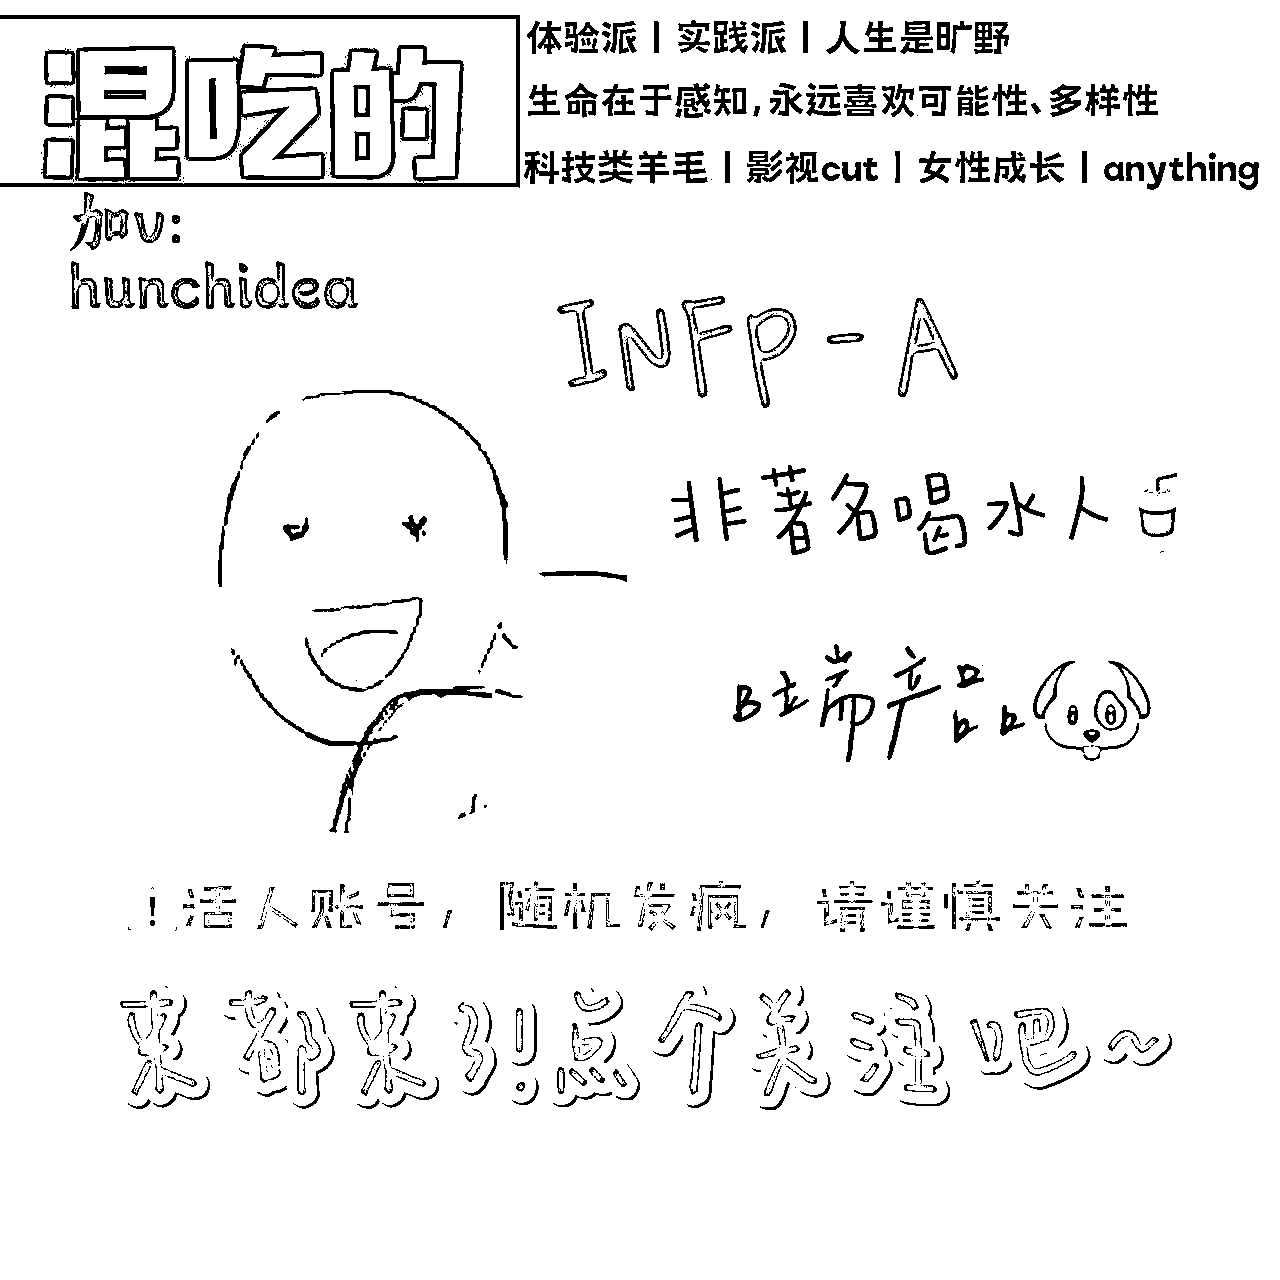 混吃的
体验派丨实践派丨人生是旷野
生命在于感知,永远喜欢可能性、多样性
科技类羊毛丨影视cut丨女性成长丨anything
加v:
hunchidea
INFP-A
非著名喝水人
B端产品
!活人账号,随机发疯,请谨慎关注
来都来了!点个关注吧~